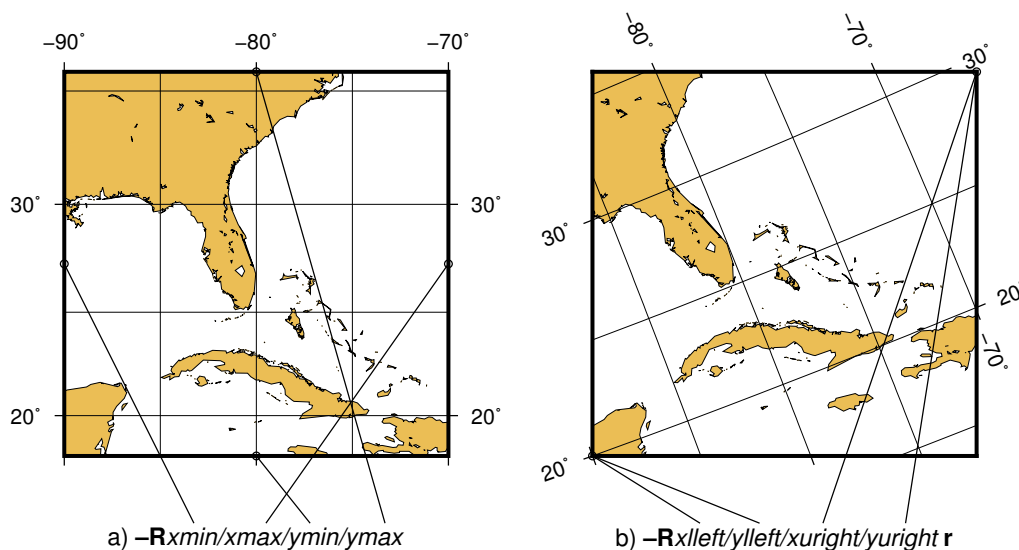 −90˚ −80˚ −70˚
30˚ 30˚
20˚ 20˚
a) −Rxmin/xmax/ymin/ymax
−80˚ −70˚ 30˚
30˚
20˚
−70˚
20˚
b) −Rxlleft/ylleft/xuright/yuright r